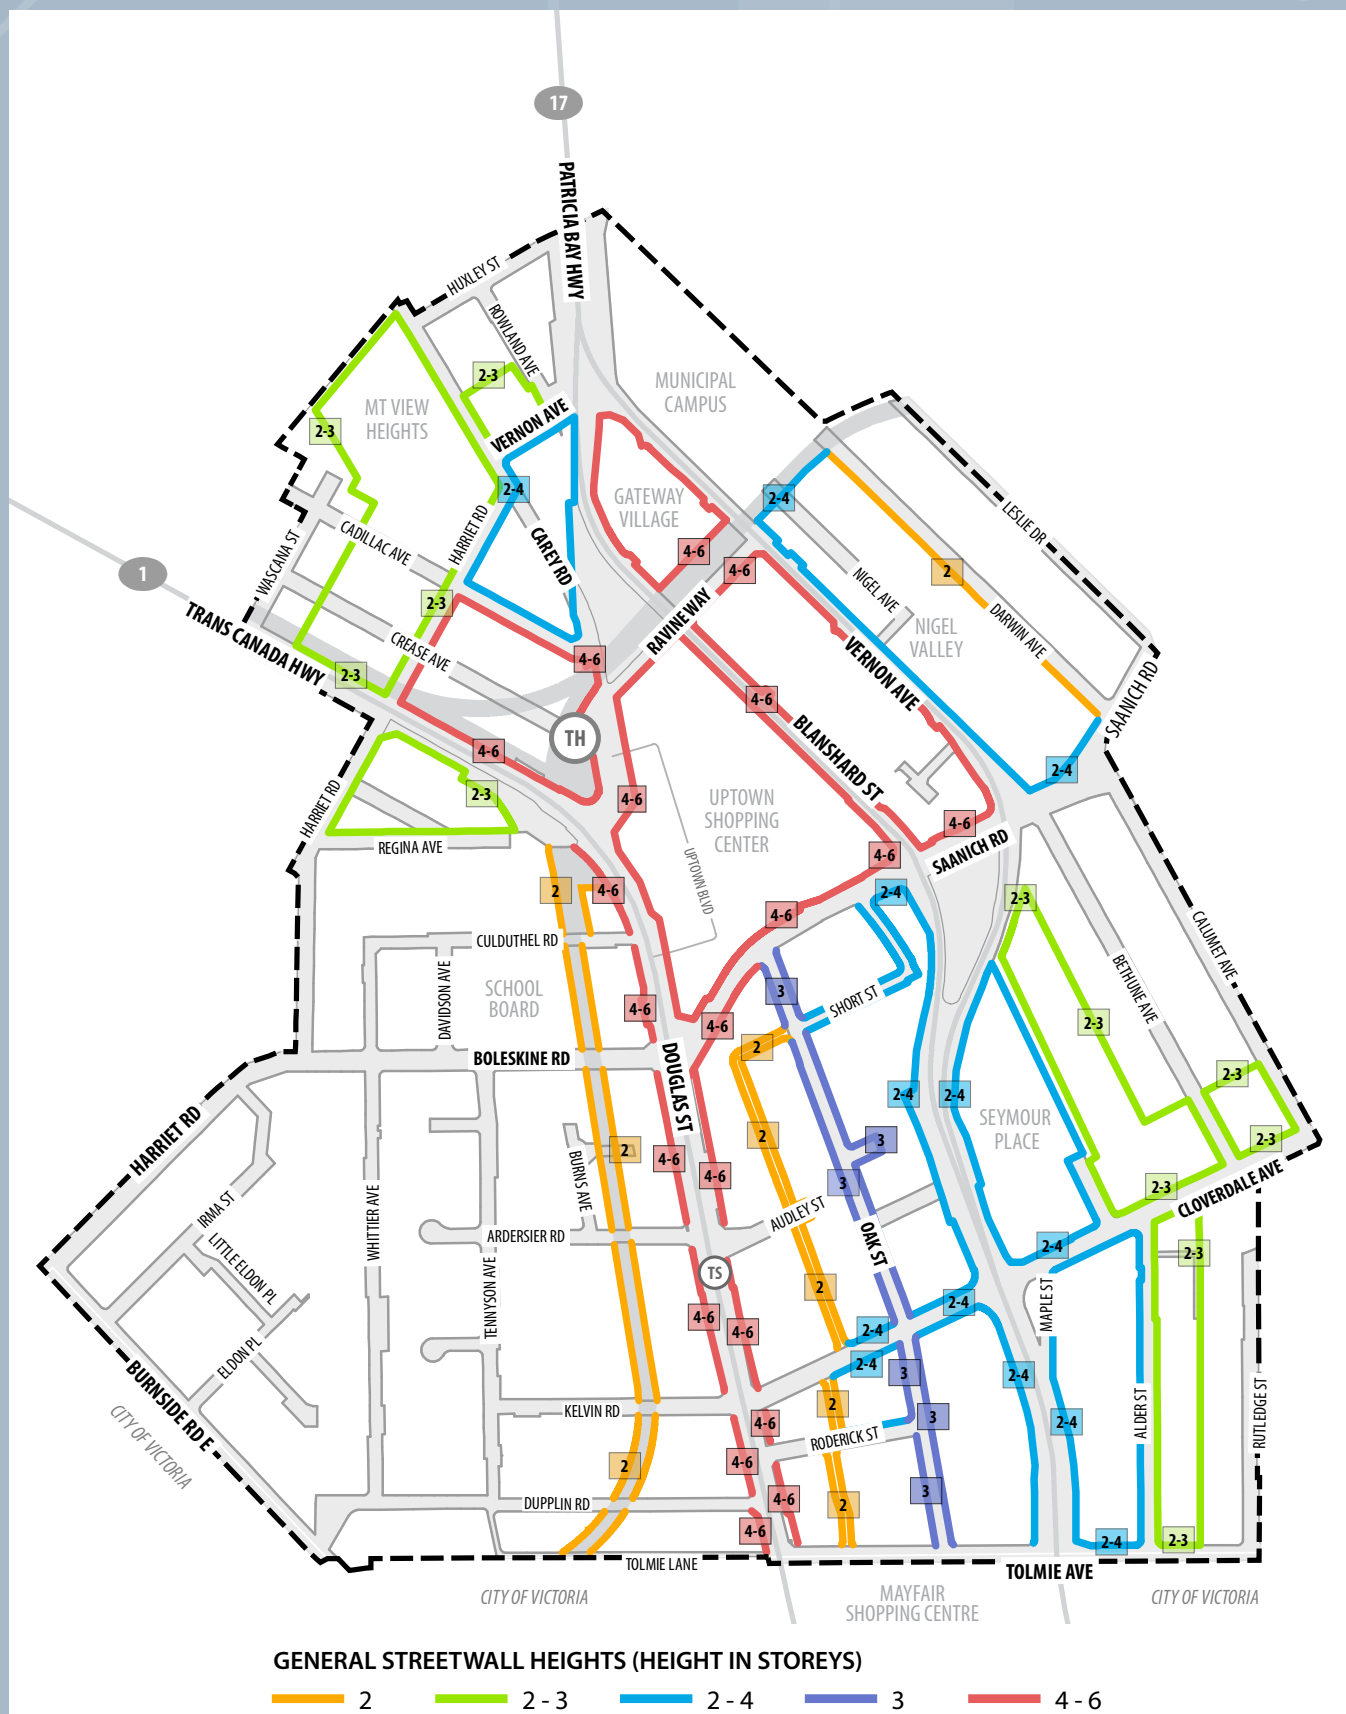 17
PATRICIA BAY HWY
HUXLEY ST
ROWLAND AVE
MUNICIPAL
CAMPUS
2-3
MT VIEW
HEIGHTS
VERNON AVE
2-3
2-4
GATEWAY
VILLAGE
2-4
LESLIE DR
HARRIET RD
CADILLAC AVE
WASCANA ST
CAREY RD
4-6
4-6
1
2
NIGEL AVE
DARWIN AVE
2-3
TRANS CANADA HWY
CREASE AVE
RAVINE WAY
NIGEL
VALLEY
4-6
VERNON AVE
2-3
4-6
SAANICH RD
BLANSHARD ST
TH
4-6
2-4
2-3
4-6
HARRIET RD
UPTOWN
SHOPPING
CENTER
4-6
REGINA AVE
SAANICH RD
4-6
UPTOWN BLVD
2
4-6
2-4
2-3
4-6
CALUMET AVE
CULDUTHEL RD
DAVIDSON AVE
SCHOOL
BOARD
BETHUNE AVE
3
SHORT ST
4-6
4-6
2-3
2
BOLESKINE RD
DOUGLAS ST
2-3
2-4
2-4
SEYMOUR
PLACE
HARRIET RD
2
2
3
2-3
4-6
BURNS AVE
4-6
3
2-3
CLOVERDALE AVE
IRMA ST
WHITTIER AVE
AUDLEY ST
OAK ST
ARDERSIER RD
2-4
2-3
LITTLE ELDON PL
TENNYSON AVE
TS
2
2-4
MAPLE ST
4-6
4-6
2-4
ELDON PL
2-4
3
2-4
BURNSIDE RD E
CITY OF VICTORIA
KELVIN RD
2
3
ALDER ST
RUTLEDGE ST
4-6
2-4
RODERICK ST
2
4-6
3
4-6
DUPPLIN RD
2
4-6
2-4
2-3
TOLMIE LANE
TOLMIE AVE
CITY OF VICTORIA
MAYFAIR
SHOPPING CENTRE
CITY OF VICTORIA
GENERAL STREETWALL HEIGHTS (HEIGHT IN STOREYS)
2
2 - 3
2 - 4
3
4 - 6